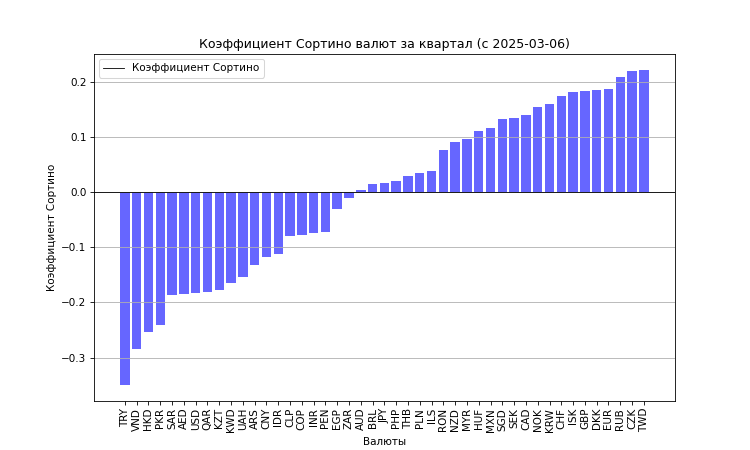 Коэффициент Сортино валют за квартал (с 2025-03-06)
Коэффициент Сортино
0.2
0.1
0.0
−0.1
−0.2
−0.3
Коэффициент Сортино
TRY VND HKD PKR SAR AED USD QAR KZT KWD UAH ARS CNY IDR CLP COP INR PEN EGP ZAR AUD BRL JPY PHP THB PLN ILS RON NZD MYR HUF MXN SGD SEK CAD NOK KRW CHF ISK GBP DKK EUR RUB CZK TWD
Валюты